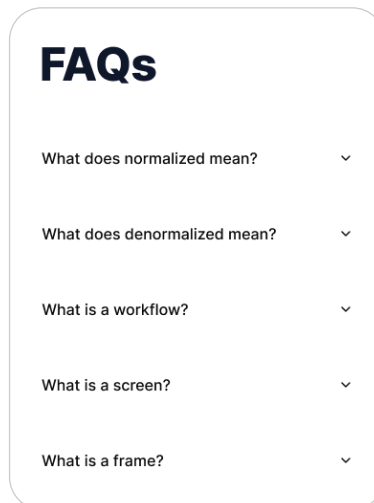 FAQs
What does normalized mean?
What does denormalized mean?
What is a workflow?
What is a screen?
What is a frame?